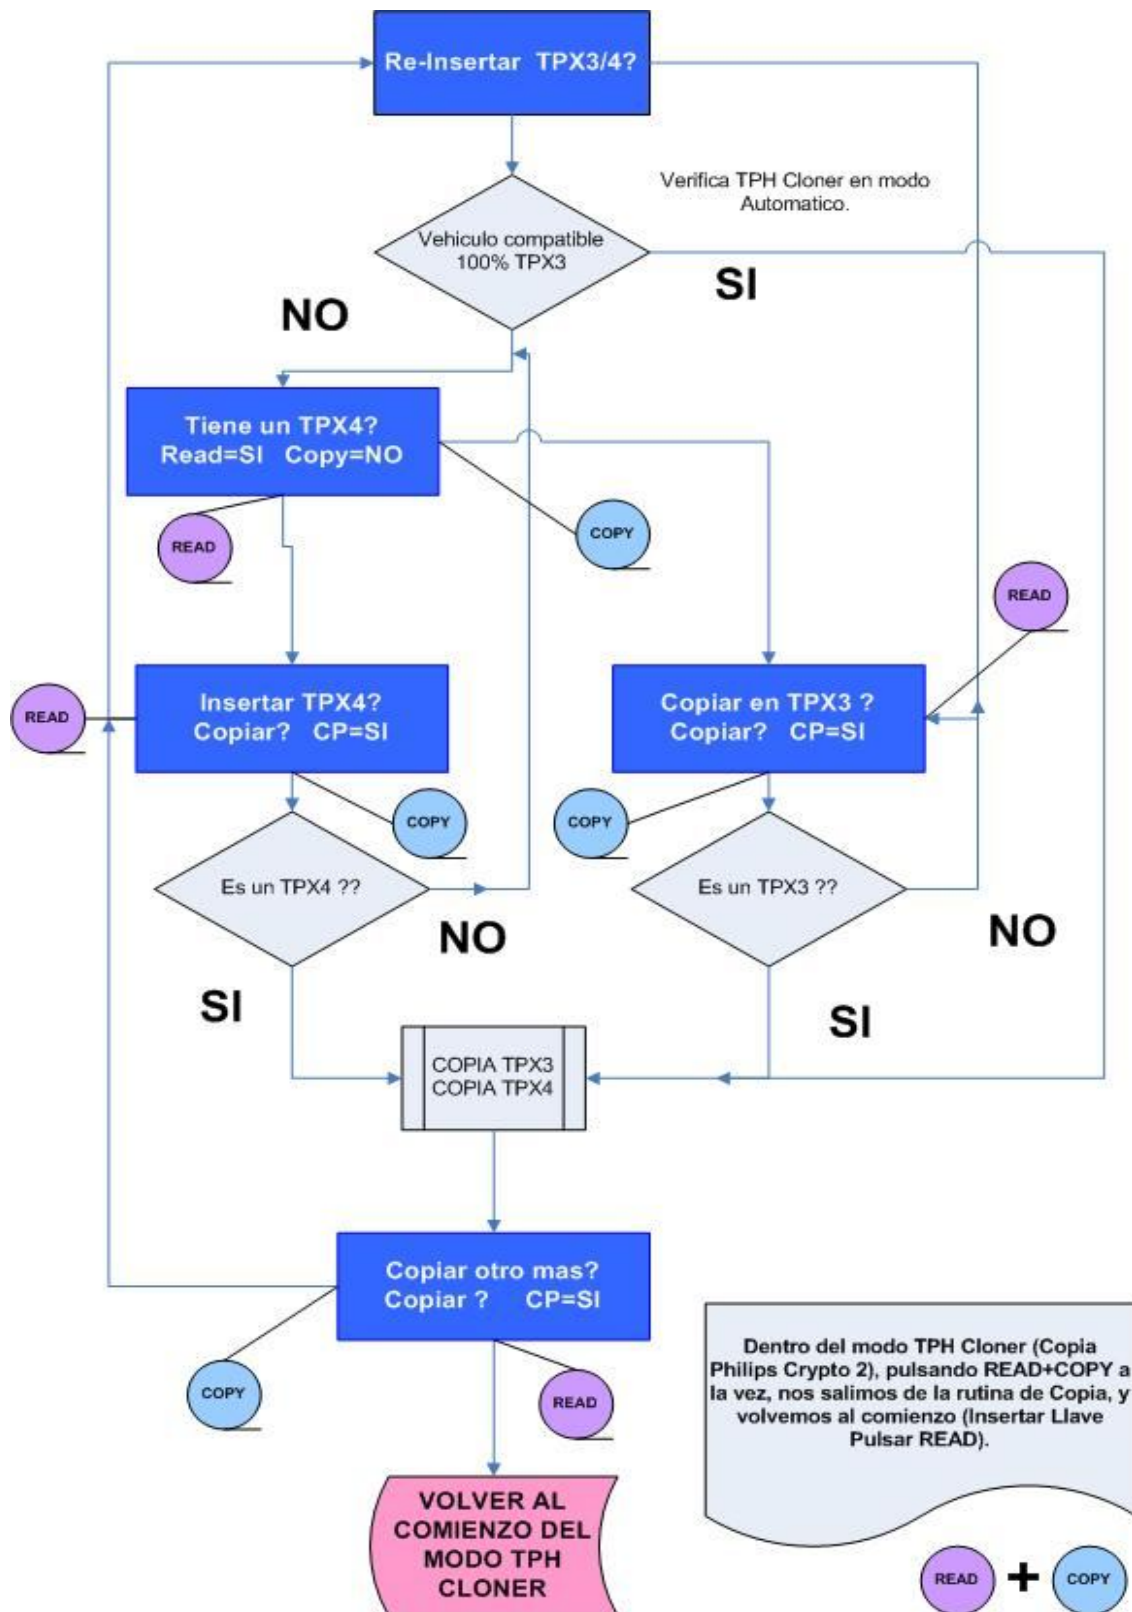 Re-Insertar TPX3/4?
Verifica TPH Cloner en modo
Automatico.
Vehiculo compatible
100% TPX3
SI
NO
Tiene un TPX4?
Read=SI Copy=NO
READ
COPY
READ
READ
Insertar TPX4?
Copiar? CP=SI
Copiar en TPX3 ?
Copiar? CP=SI
COPY
COPY
Es un TPX4 ??
Es un TPX3 ??
NO
NO
SI
SI
COPIA TPX3
COPIA TPX4
Copiar otro mas?
Copiar ? CP=SI
COPY
READ
Dentro del modo TPH Cloner (Copia
Philips Crypto 2), pulsando READ+COPY a
la vez, nos salimos de la rutina de Copia, y
volvemos al comienzo (Insertar Llave
Pulsar READ).
VOLVER AL
COMIENZO DEL
MODO TPH
CLONER
READ + COPY